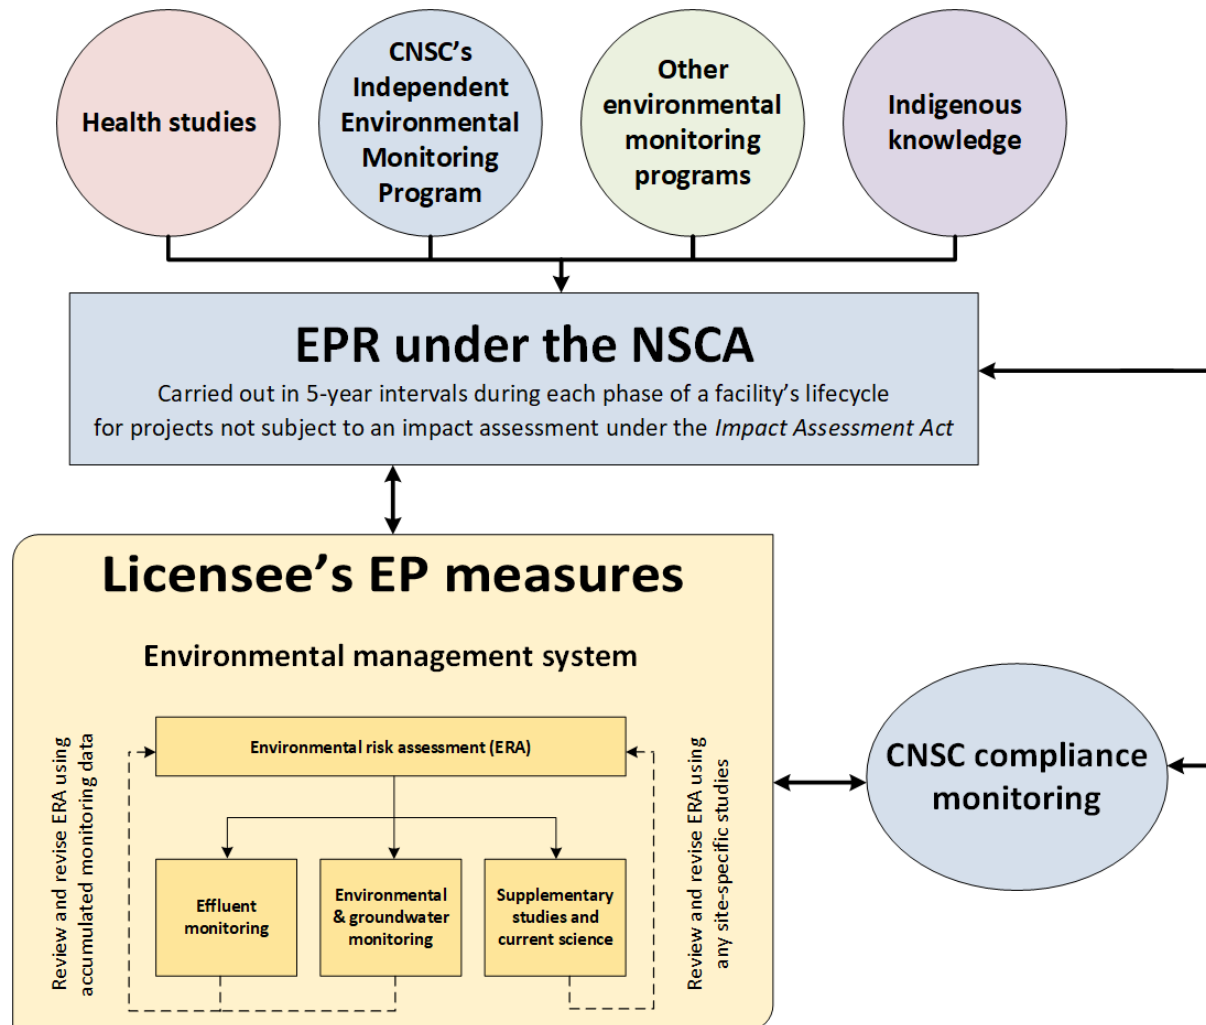 Health studies
CNSC’s
Independent
Environmental
Monitoring
Program
Other
environmental
monitoring
programs
Indigenous
knowledge
EPR under the NSCA
Carried out in 5-year intervals during each phase of a facility’s lifecycle
for projects not subject to an impact assessment under the Impact Assessment Act
Licensee’s EP measures
Environmental management system
Review and revise ERA using
accumulated monitoring data
Environmental risk assessment (ERA)
Effluent
monitoring
Environmental
& groundwater
monitoring
Supplementary
studies and
current science
Review and revise ERA using
any site-specific studies
CNSC compliance
monitoring